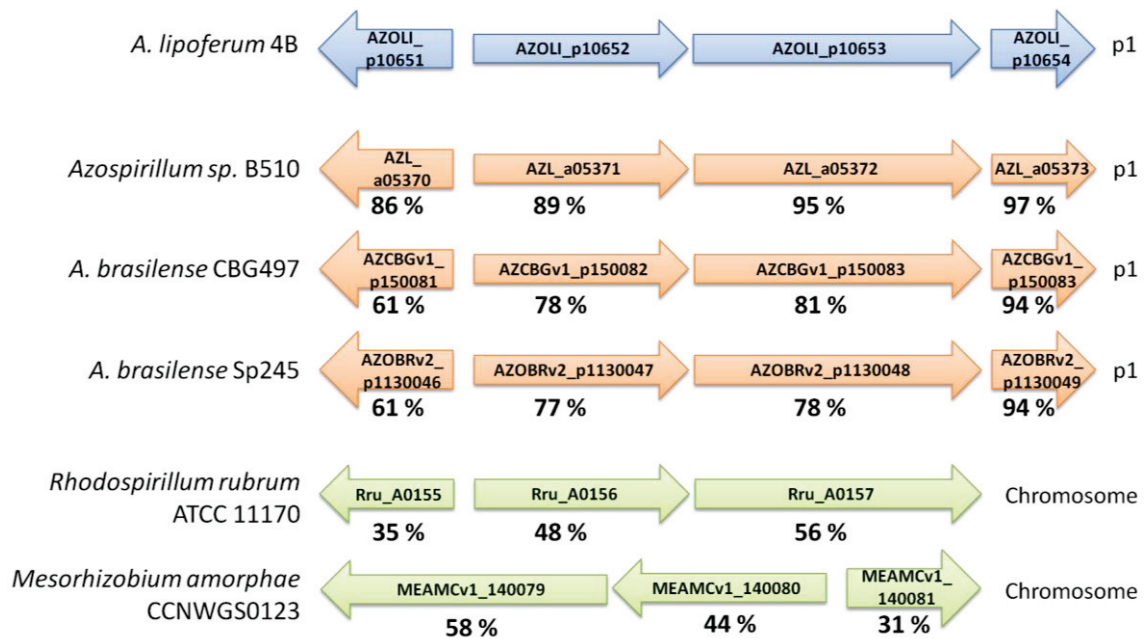 A. lipoferum 4B
AZOLI_
p10651
AZOLI_p10652
AZOLI_p10653
AZOLI_
p10654
p1
Azospirillum sp. B510
AZL_
a05370
AZL_a05371
AZL_a05372
AZL_a05373
p1
86 %
89 %
95 %
97 %
A. brasilense CBG497
AZCBGv1_
p150081
AZCBGv1_p150082
AZCBGv1_p150083
AZCBGv1_
p150083
p1
61 %
78 %
81 %
94 %
A. brasilense Sp245
AZOBRv2_
p1130046
AZOBRv2_p1130047
AZOBRv2_p1130048
AZOBRv2_
p1130049
p1
61 %
77 %
78 %
94 %
Rhodospirillum rubrum
ATCC 11170
Rru_A0155
Rru_A0156
Rru_A0157
Chromosome
35 %
48 %
56 %
Mesorhizobium amorphae
CCNWGS0123
MEAMCv1_140079
MEAMCv1_140080
MEAMCv1_
140081
Chromosome
58 %
44 %
31 %